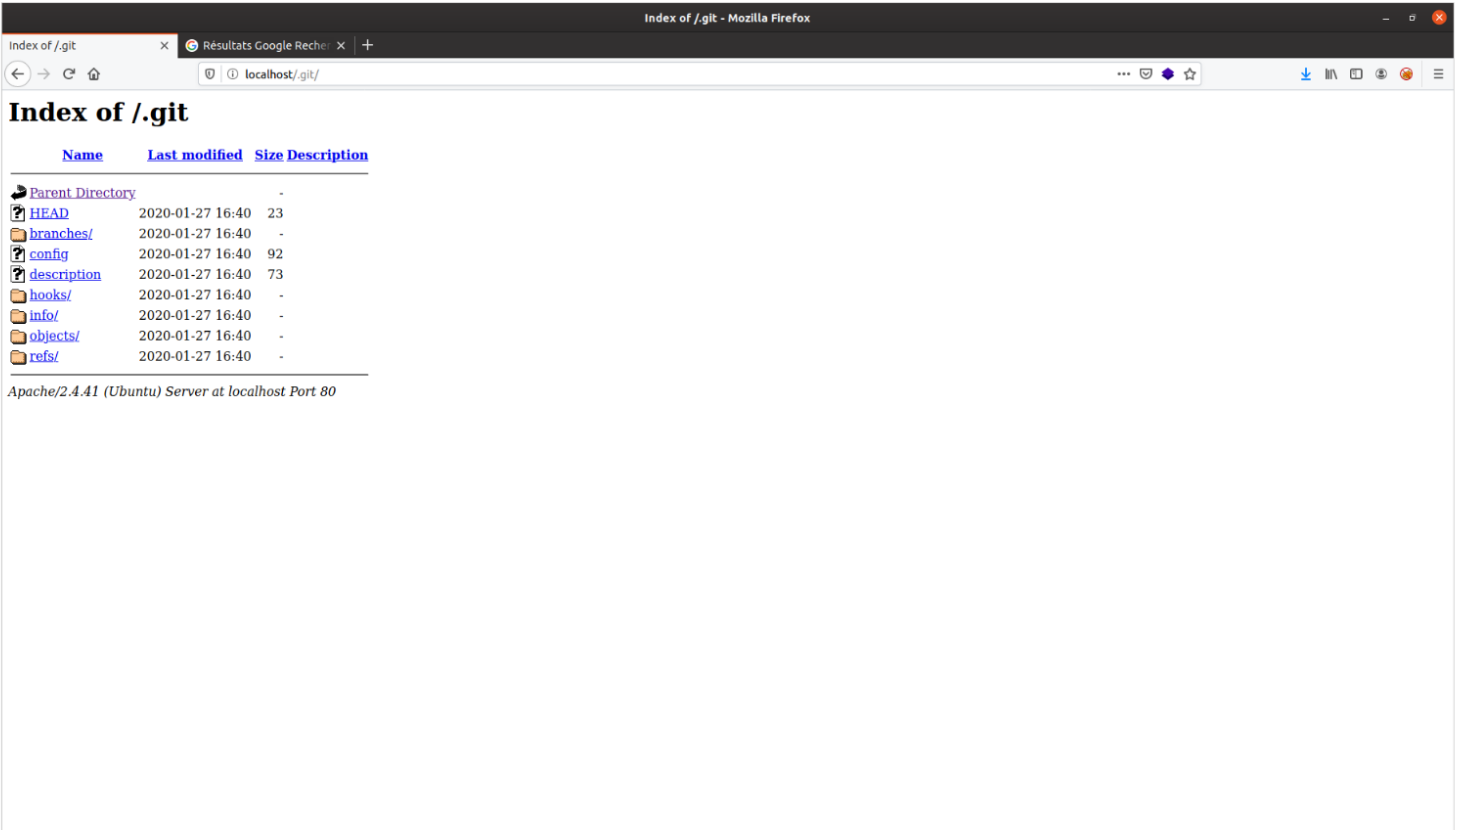 Index of /.git - Mozilla Firefox
Index of /.git
Résultats Google Recher
localhost/.git/
Index of /.git
Name Last modified Size Description
Parent Directory -
HEAD 2020-01-27 16:40 23
branches/ 2020-01-27 16:40 -
config 2020-01-27 16:40 92
description 2020-01-27 16:40 73
hooks/ 2020-01-27 16:40 -
info/ 2020-01-27 16:40 -
objects/ 2020-01-27 16:40 -
refs/ 2020-01-27 16:40 -
Apache/2.4.41 (Ubuntu) Server at localhost Port 80